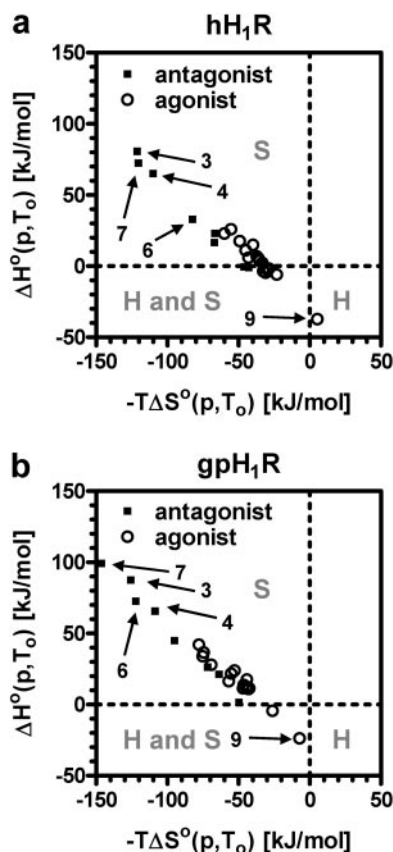 a
hH₁R
antagonist
agonist
ΔH°(p,Tₒ) [kJ/mol]
150
100
50
0
-50
S
3
4
7
6
H and S
H
9
-150 -100 -50 0 50
-TΔS°(p,Tₒ) [kJ/mol]
b
gpH₁R
antagonist
agonist
ΔH°(p,Tₒ) [kJ/mol]
150
100
50
0
-50
7
3
S
4
6
H and S
H
9
-150 -100 -50 0 50
-TΔS°(p,Tₒ) [kJ/mol]